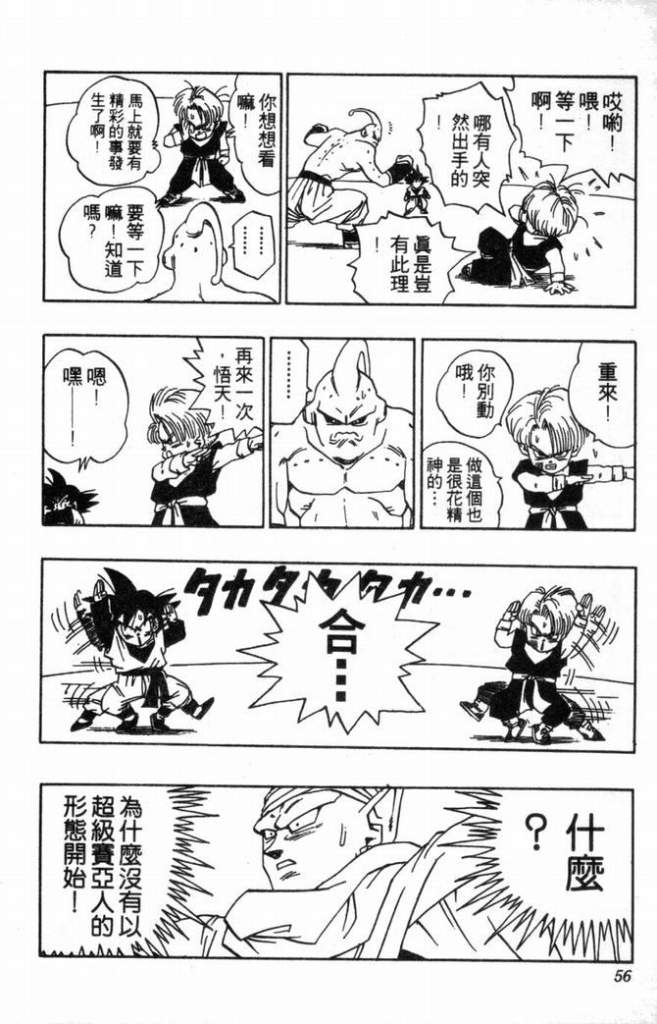 哎喲！
喂！
等一下
啊！
哪有人突
然出手的
！
真是豈
有此理
！
你想想看
嘛！
馬上就要有
精彩的事發
生了啊！
⋯⋯
要等一下
嘛！知道
嗎？
重來！
你別動
哦！
做這個也
是很花精
神的⋯
⋯⋯⋯
再來一次
，悟天！
嗯！
嘿——！
タカタカタカ⋯
合⋯⋯
什麼
？
為什麼沒有以
超級賽亞人的
形態開始！
56